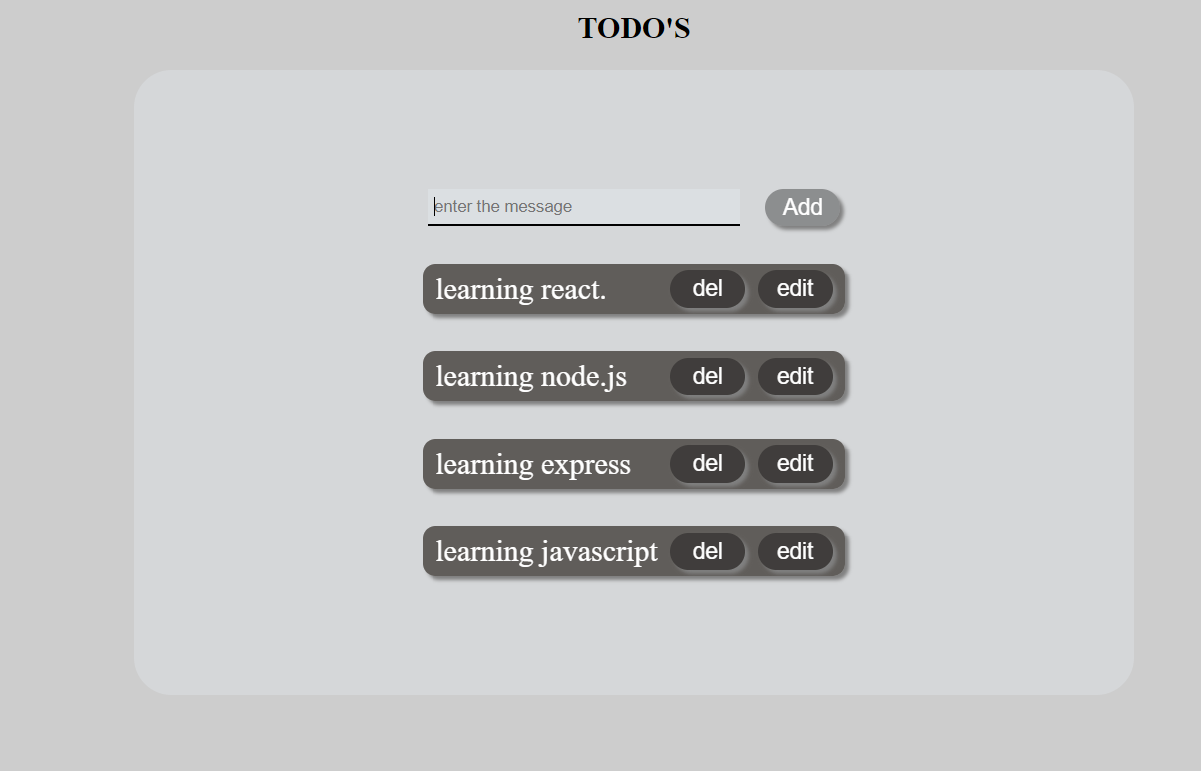 TODO'S
enter the message Add
learning react. del edit
learning node.js del edit
learning express del edit
learning javascript del edit